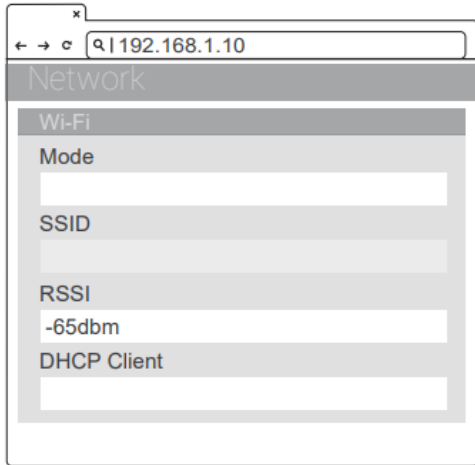 ×
192.168.1.10
Network
Wi-Fi
Mode
SSID
RSSI
-65dbm
DHCP Client